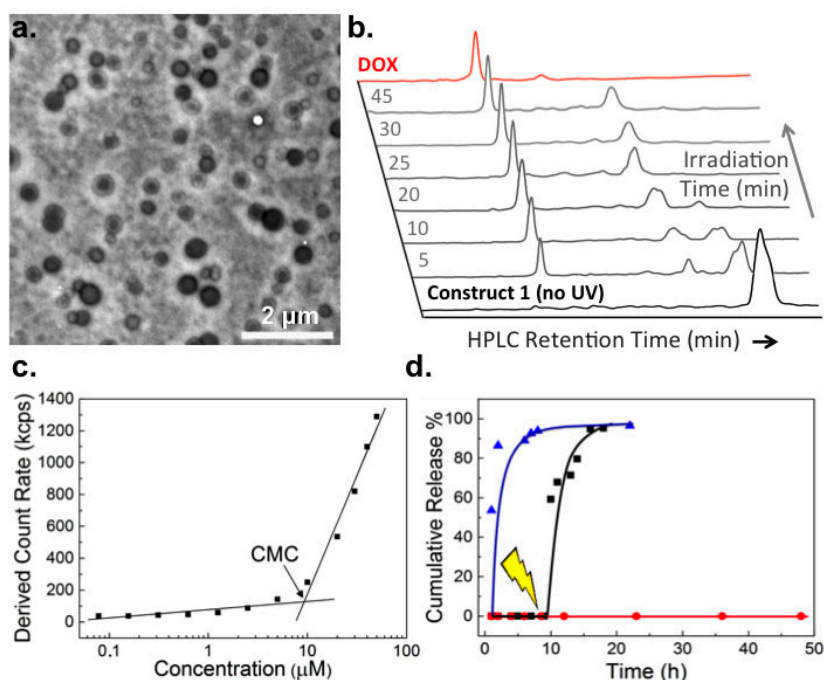 a.
2 µm
b.
DOX
45
30
25
20
10
5
Irradiation
Time (min)
Construct 1 (no UV)
HPLC Retention Time (min)
c.
Derived Count Rate (kcps)
1400
1200
1000
800
600
400
200
0
CMC
0.1
1
10
100
Concentration (µM)
d.
Cumulative Release %
100
80
60
40
20
0
0
10
20
30
40
50
Time (h)